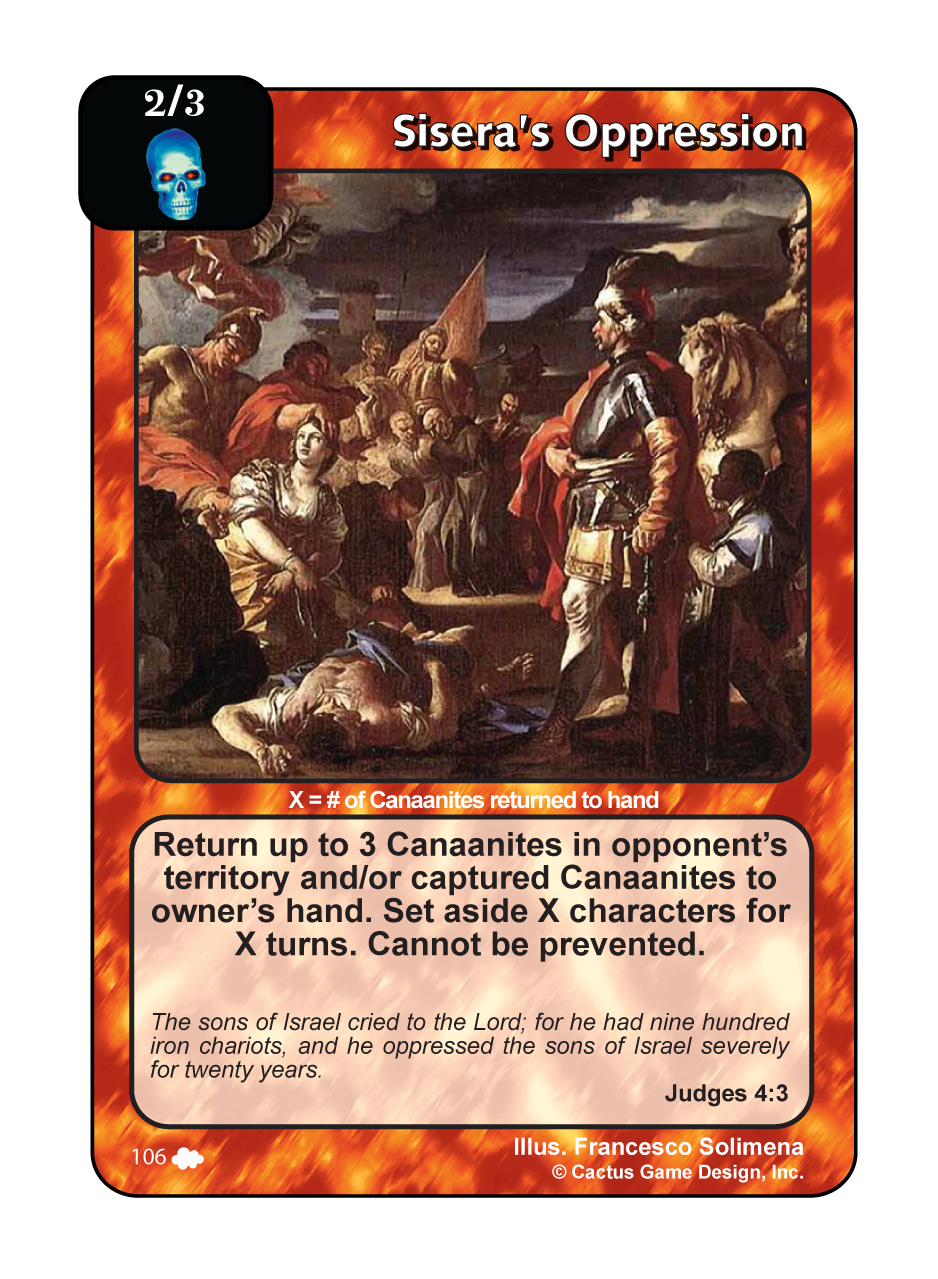 2/3
Sisera's Oppression
X = # of Canaanites returned to hand
Return up to 3 Canaanites in opponent's
territory and/or captured Canaanites to
owner's hand. Set aside X characters for
X turns. Cannot be prevented.
The sons of Israel cried to the Lord; for he had nine hundred
iron chariots, and he oppressed the sons of Israel severely
for twenty years.
Judges 4:3
106
Illus. Francesco Solimena
© Cactus Game Design, Inc.